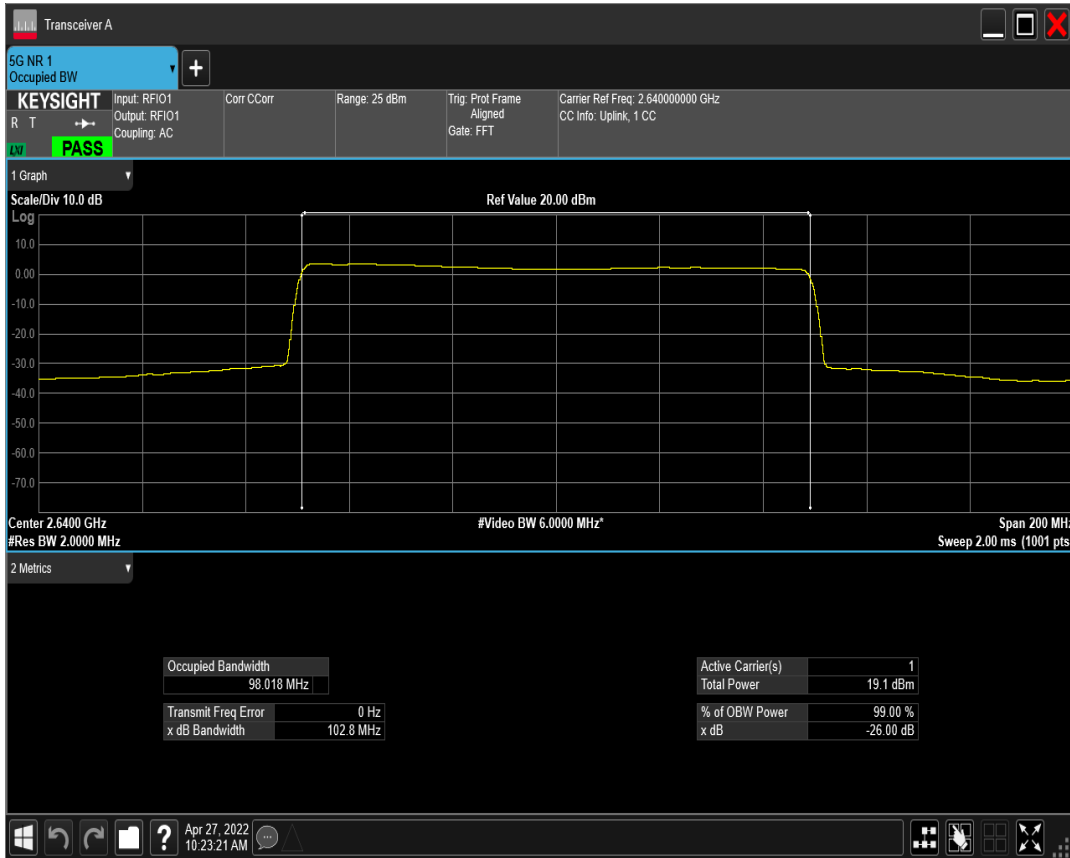 Transceiver A
5G NR 1
Occupied BW
KEYSIGHT
R T
LXI
PASS
Input: RFIO1
Output: RFIO1
Coupling: AC
Corr CCorr
Range: 25 dBm
Trig: Prot Frame
Aligned
Gate: FFT
Carrier Ref Freq: 2.640000000 GHz
CC Info: Uplink, 1 CC
1 Graph
Scale/Div 10.0 dB
Ref Value 20.00 dBm
Log
10.0
0.00
-10.0
-20.0
-30.0
-40.0
-50.0
-60.0
-70.0
Center 2.6400 GHz
#Video BW 6.0000 MHz*
Span 200 MHz
#Res BW 2.0000 MHz
Sweep 2.00 ms (1001 pts
2 Metrics
Occupied Bandwidth
98.018 MHz
Transmit Freq Error 0 Hz
x dB Bandwidth 102.8 MHz
Active Carrier(s) 1
Total Power 19.1 dBm
% of OBW Power 99.00 %
x dB -26.00 dB
?
Apr 27, 2022
10:23:21 AM